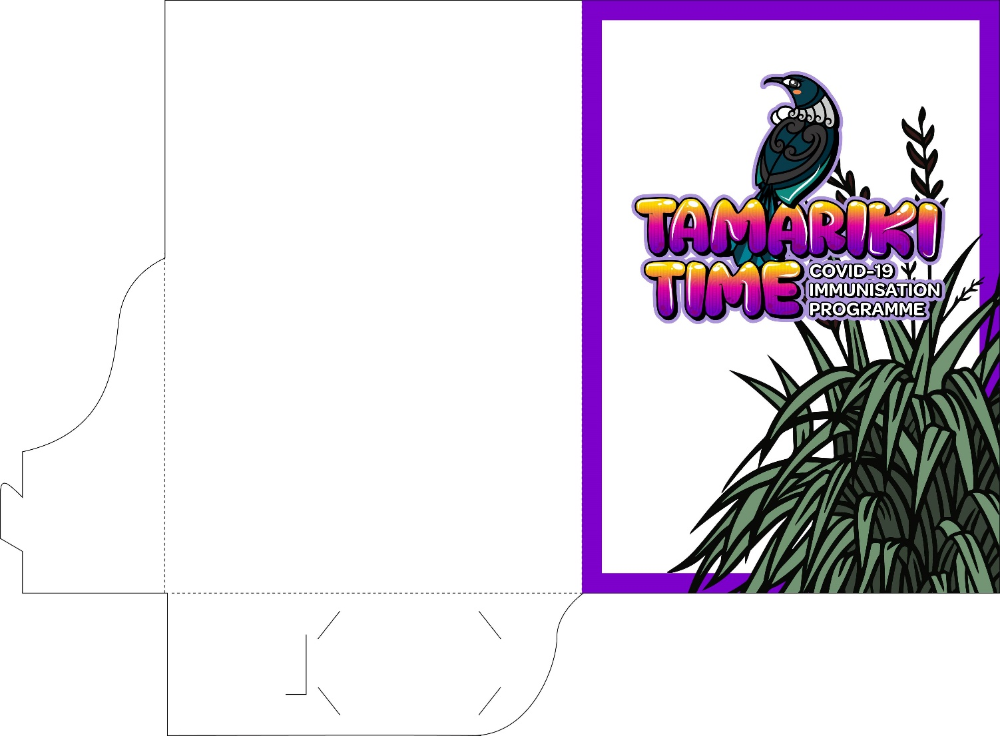 TAMARIKI
TIME
COVID-19
IMMUNISATION
PROGRAMME